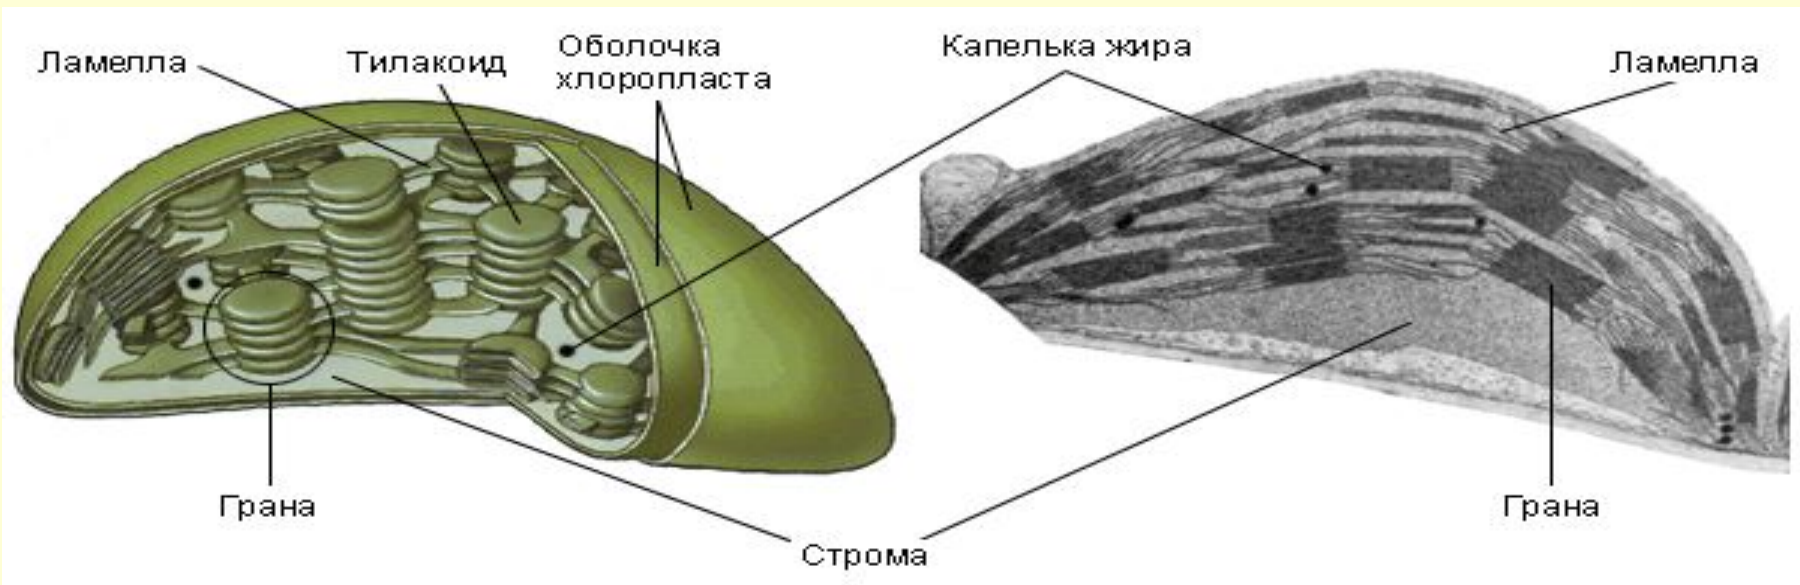 Ламелла
Тилакоид
Оболочка
хлоропласта
Капелька жира
Ламелла
Грана
Строма
Грана